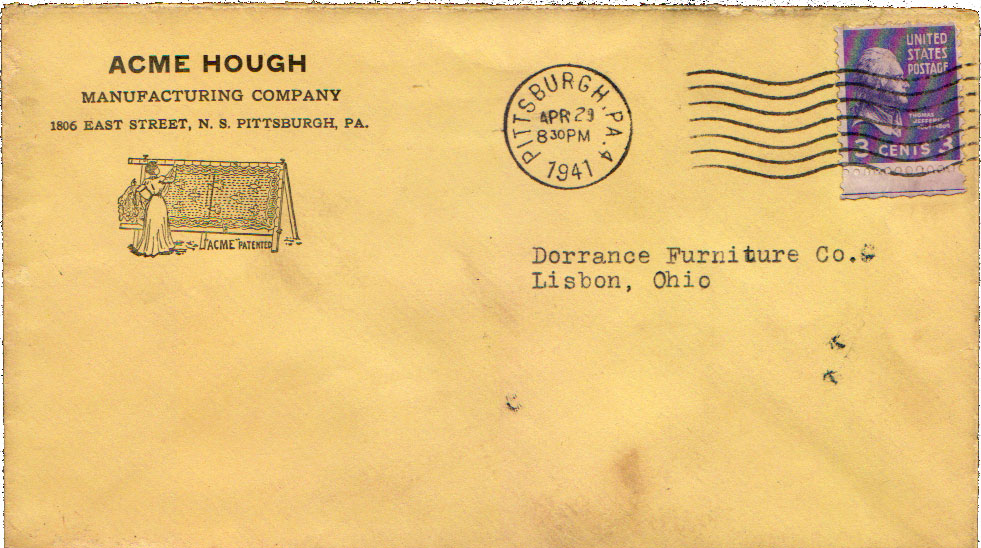 ACME HOUGH
MANUFACTURING COMPANY
1806 EAST STREET, N. S. PITTSBURGH, PA.
"ACME" PATENTED
PITTSBURGH, PA. 4
APR 29
8 30 PM
1941
UNITED
STATES
POSTAGE
THOMAS
3 CENTS 3
Dorrance Furniture Co.
Lisbon, Ohio